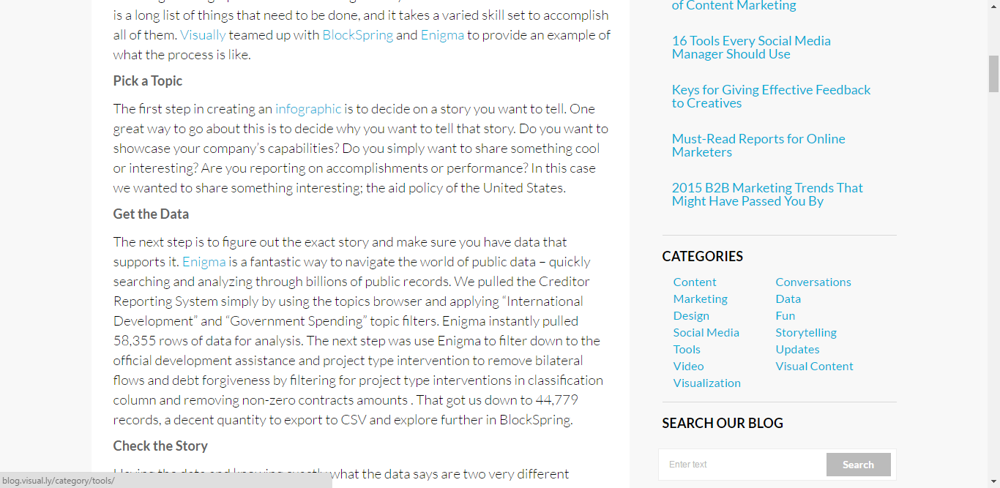 is a long list of things that need to be done, and it takes a varied skill set to accomplish
all of them. Visually teamed up with BlockSpring and Enigma to provide an example of
what the process is like.
Pick a Topic
The first step in creating an infographic is to decide on a story you want to tell. One
great way to go about this is to decide why you want to tell that story. Do you want to
showcase your company’s capabilities? Do you simply want to share something cool
or interesting? Are you reporting on accomplishments or performance? In this case
we wanted to share something interesting; the aid policy of the United States.
Get the Data
The next step is to figure out the exact story and make sure you have data that
supports it. Enigma is a fantastic way to navigate the world of public data – quickly
searching and analyzing through billions of public records. We pulled the Creditor
Reporting System simply by using the topics browser and applying “International
Development” and “Government Spending” topic filters. Enigma instantly pulled
58,355 rows of data for analysis. The next step was use Enigma to filter down to the
official development assistance and project type intervention to remove bilateral
flows and debt forgiveness by filtering for project type interventions in classification
column and removing non-zero contracts amounts . That got us down to 44,779
records, a decent quantity to export to CSV and explore further in BlockSpring.
Check the Story
Having the data and knowing exactly what the data says are two very different
of Content Marketing
16 Tools Every Social Media
Manager Should Use
Keys for Giving Effective Feedback
to Creatives
Must-Read Reports for Online
Marketers
2015 B2B Marketing Trends That
Might Have Passed You By
CATEGORIES
Content
Marketing
Design
Social Media
Tools
Video
Visualization
Conversations
Data
Fun
Storytelling
Updates
Visual Content
SEARCH OUR BLOG
Enter text
Search
blog.visual.ly/category/tools/